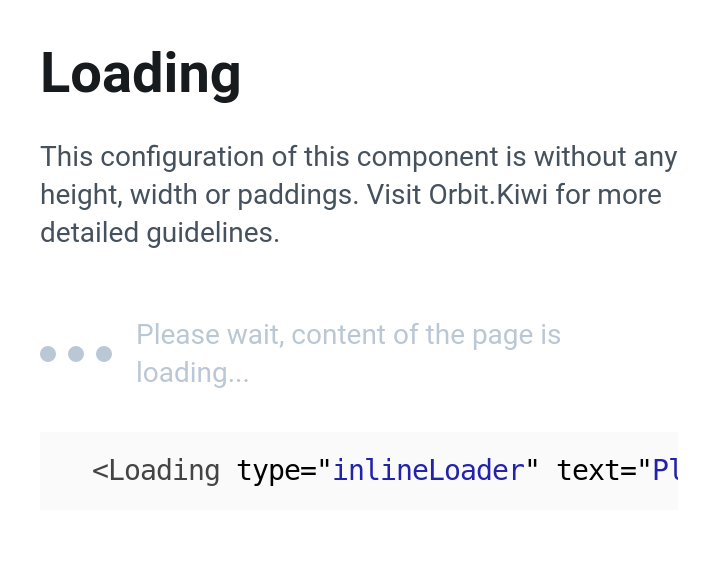 Loading
This configuration of this component is without any
height, width or paddings. Visit Orbit.Kiwi for more
detailed guidelines.
Please wait, content of the page is
loading...
<Loading type="inlineLoader" text="Pl